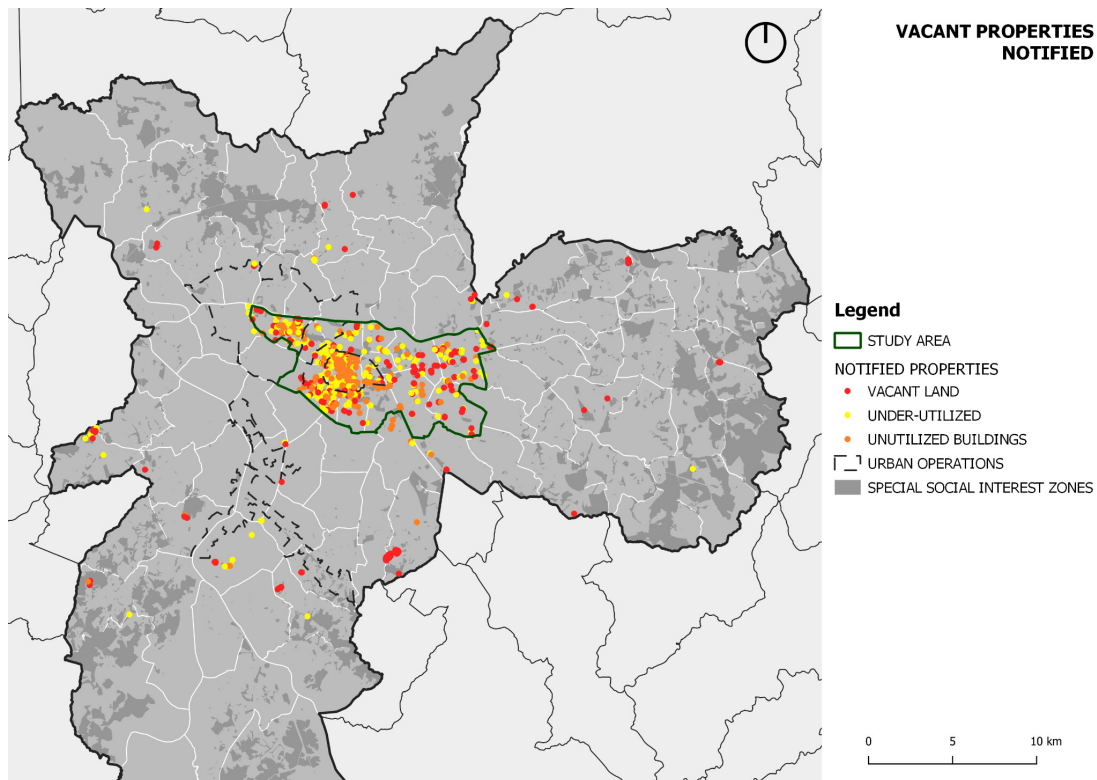 VACANT PROPERTIES
NOTIFIED
Legend
STUDY AREA
NOTIFIED PROPERTIES
VACANT LAND
UNDER-UTILIZED
UNUTILIZED BUILDINGS
URBAN OPERATIONS
SPECIAL SOCIAL INTEREST ZONES
0 5 10 km